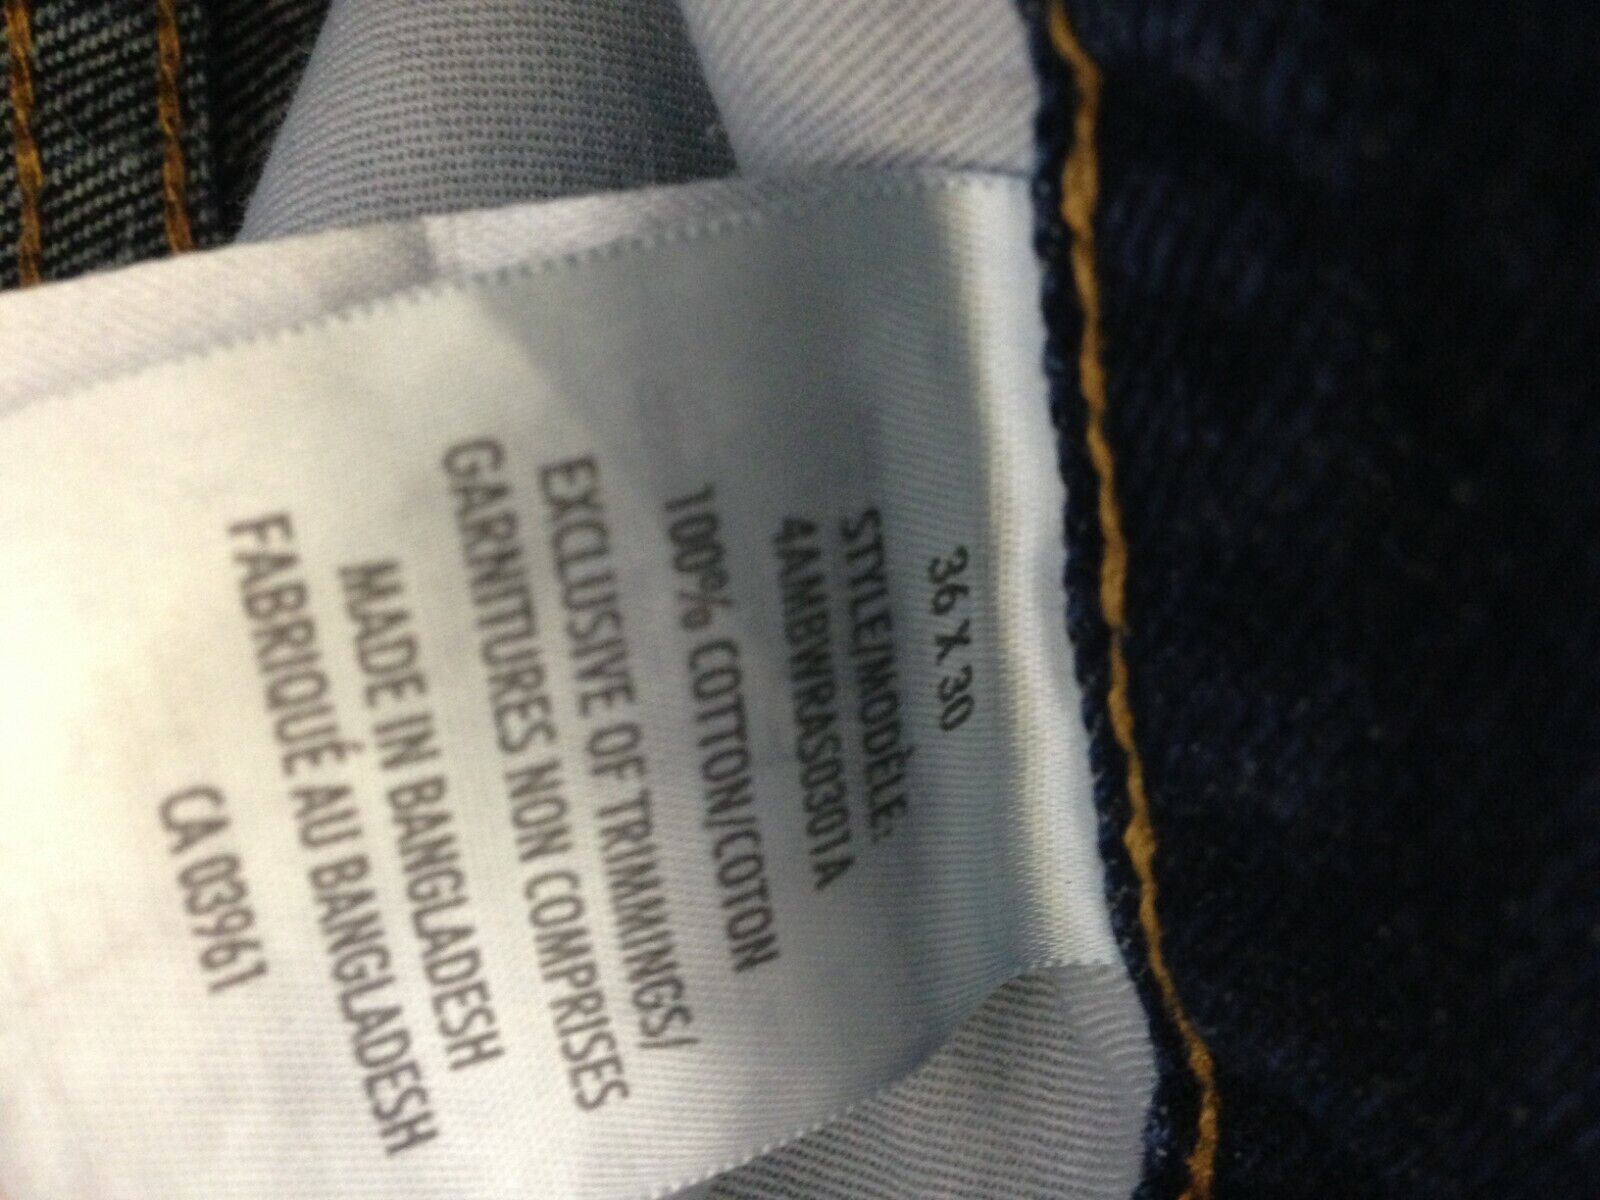 36 X 30
STYLE/MODÈLE:
4AMBWRAS0301A
100% COTTON/COTON
EXCLUSIVE OF TRIMMINGS/
GARNITURES NON COMPRISES
MADE IN BANGLADESH
FABRIQUÉ AU BANGLADESH
CA 03961